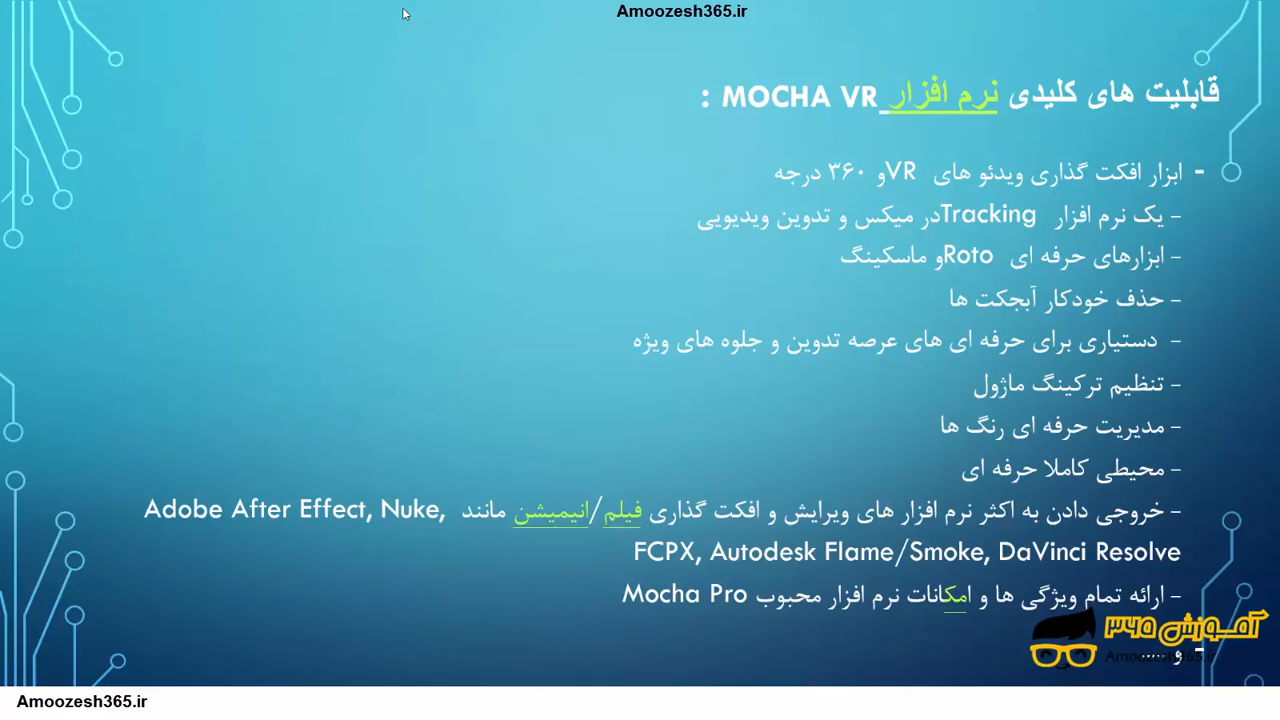 Amoozesh365.ir
قابلیت های کلیدی نرم افزار MOCHA VR :
- ابزار افکت گذاری ویدئو های VR و ۳۶۰ درجه
- یک نرم افزار Tracking در میکس و تدوین ویدیویی
- ابزارهای حرفه ای Roto و ماسکینگ
- حذف خودکار آبجکت ها
- دستیاری برای حرفه ای های عرصه تدوین و جلوه های ویژه
- تنظیم ترکینگ ماژول
- مدیریت حرفه ای رنگ ها
- محیطی کاملا حرفه ای
- خروجی دادن به اکثر نرم افزار های ویرایش و افکت گذاری فیلم/انیمیشن مانند Adobe After Effect, Nuke,
FCPX, Autodesk Flame/Smoke, DaVinci Resolve
- ارائه تمام ویژگی ها و امکانات نرم افزار محبوب Mocha Pro
آموزش ۳۶۵
- و .....
Amoozesh365.ir
Amoozesh365.ir